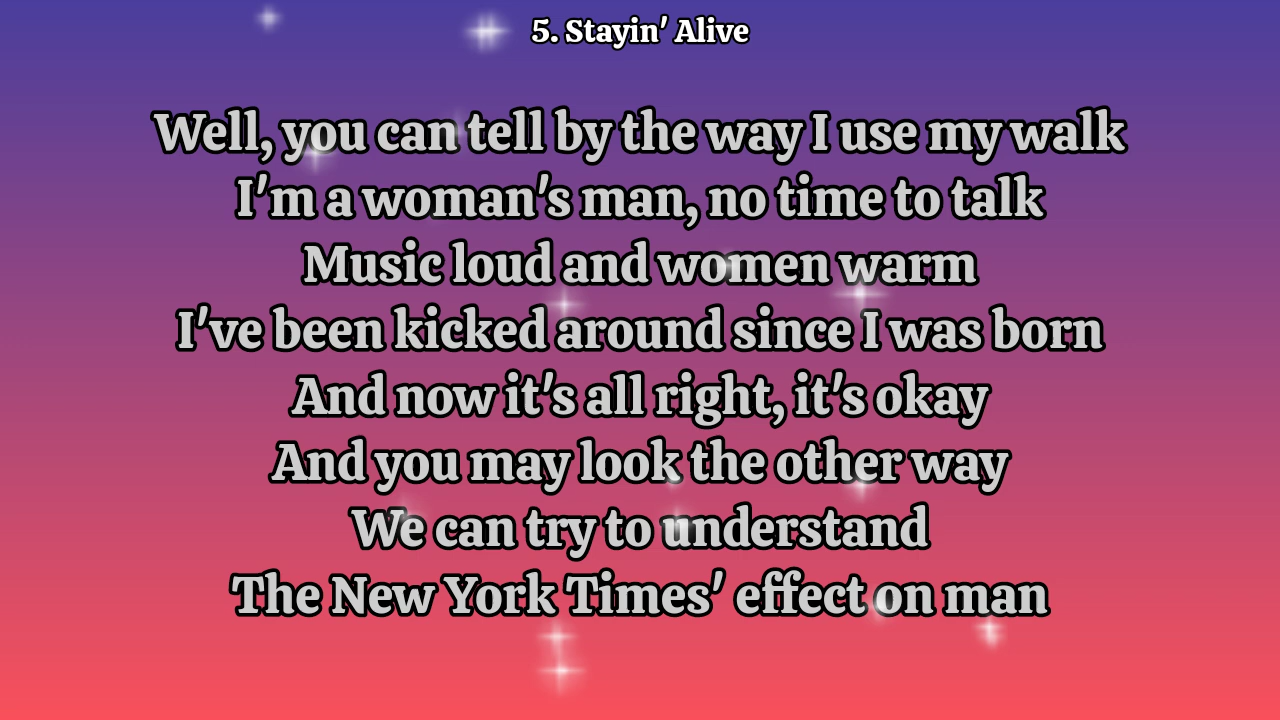 5. Stayin' Alive
Well, you can tell by the way I use my walk
I'm a woman's man, no time to talk
Music loud and women warm
I've been kicked around since I was born
And now it's all right, it's okay
And you may look the other way
We can try to understand
The New York Times' effect on man